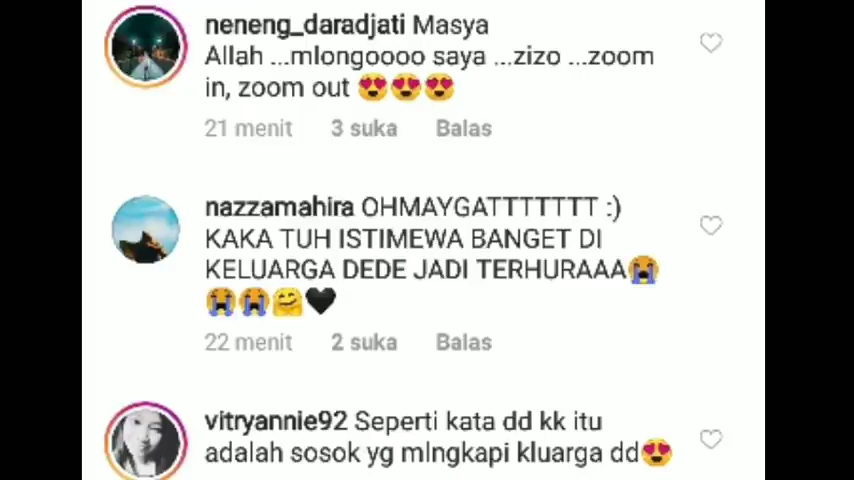 neneng_daradjati Masya
Allah ...mlongoooo saya ...zizo ...zoom
in, zoom out 😍😍😍
21 menit 3 suka Balas
nazzamahira OHMAYGATTTTTTT :)
KAKA TUH ISTIMEWA BANGET DI
KELUARGA DEDE JADI TERHURAAA😭
😭😭🤗🖤
22 menit 2 suka Balas
vitryannie92 Seperti kata dd kk itu
adalah sosok yg mlngkapi kluarga dd😍